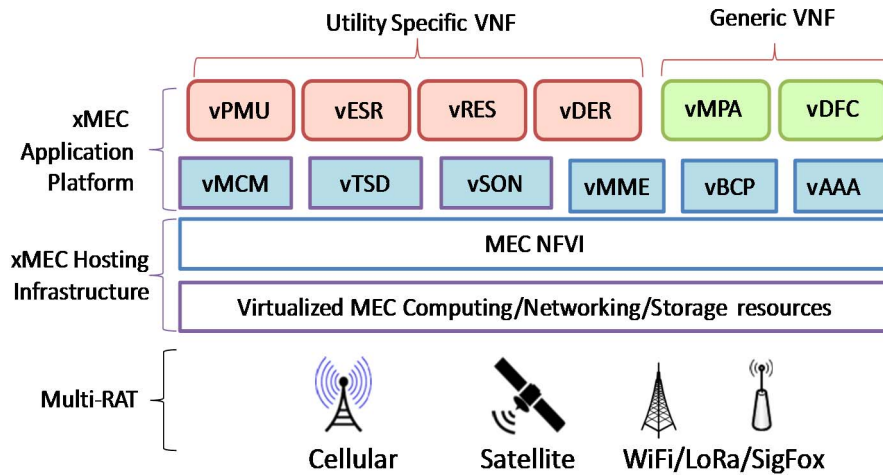 Utility Specific VNF
Generic VNF
xMEC
Application
Platform
vPMU
vESR
vRES
vDER
vMPA
vDFC
vMCM
vTSD
vSON
vMME
vBCP
vAAA
xMEC Hosting
Infrastructure
MEC NFVI
Virtualized MEC Computing/Networking/Storage resources
Multi-RAT
Cellular
Satellite
WiFi/LoRa/SigFox